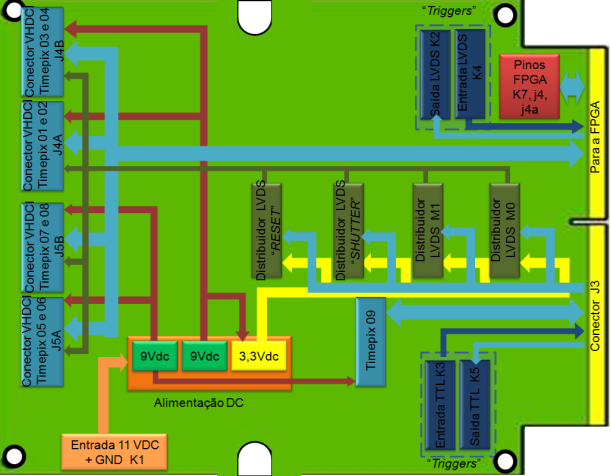 Conector VHDCI
Timepix 03 e 04
J4B
Conector VHDCI
Timepix 01 e 02
J4A
Conector VHDCI
Timepix 07 e 08
J5B
Conector VHDCI
Timepix 05 e 06
J5A
“Triggers”
Saída LVDS K2
Entrada LVDS
K4
Pinos
FPGA
K7, j4,
j4a
Para a FPGA
Distribuidor LVDS
“RESET”
Distribuidor LVDS
“SHUTTER”
Distribuidor
LVDS M1
Distribuidor
LVDS M0
Conector J3
9Vdc
9Vdc
3,3Vdc
Alimentação DC
Timepix 09
Entrada TTL K3
Saída TTL K5
“Triggers”
Entrada 11 VDC
+ GND K1